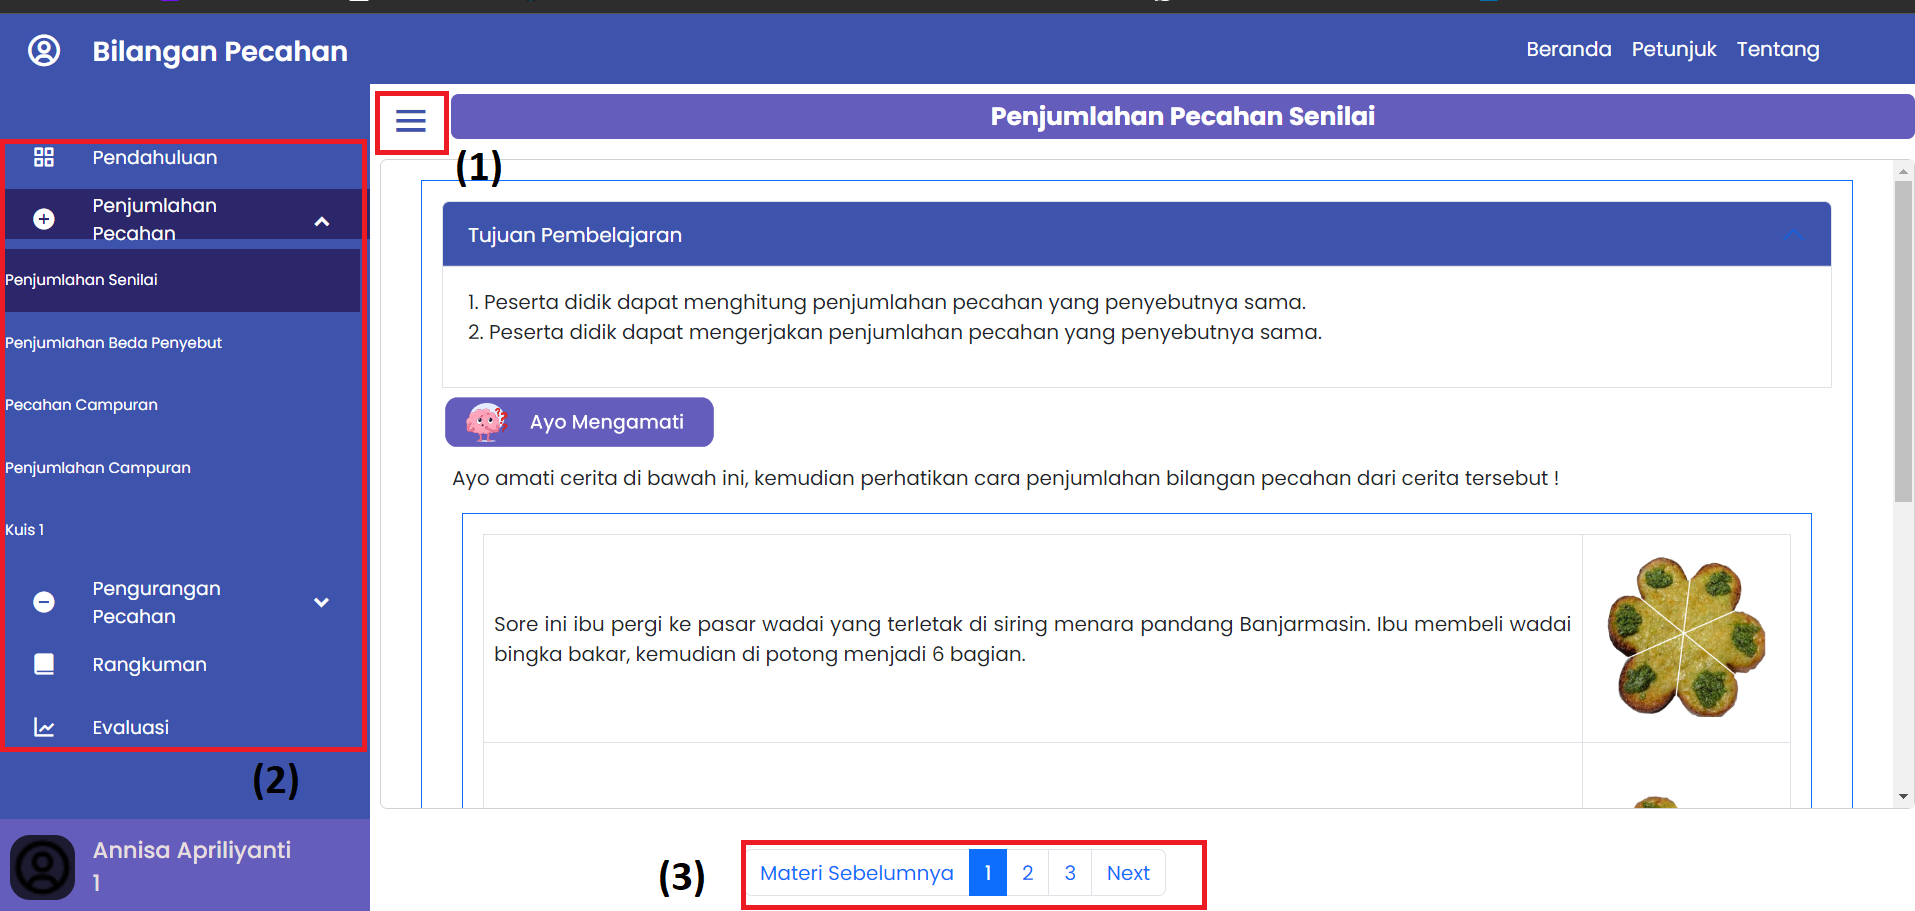 Bilangan Pecahan
Beranda Petunjuk Tentang
Penjumlahan Pecahan Senilai
(1)
Pendahuluan
Penjumlahan
Pecahan
Penjumlahan Senilai
Penjumlahan Beda Penyebut
Pecahan Campuran
Penjumlahan Campuran
Kuis 1
Pengurangan
Pecahan
Rangkuman
Evaluasi
(2)
Annisa Apriliyanti
1
Tujuan Pembelajaran
1. Peserta didik dapat menghitung penjumlahan pecahan yang penyebutnya sama.
2. Peserta didik dapat mengerjakan penjumlahan pecahan yang penyebutnya sama.
Ayo Mengamati
Ayo amati cerita di bawah ini, kemudian perhatikan cara penjumlahan bilangan pecahan dari cerita tersebut !
Sore ini ibu pergi ke pasar wadai yang terletak di siring menara pandang Banjarmasin. Ibu membeli wadai
bingka bakar, kemudian di potong menjadi 6 bagian.
(3)
Materi Sebelumnya 1 2 3 Next